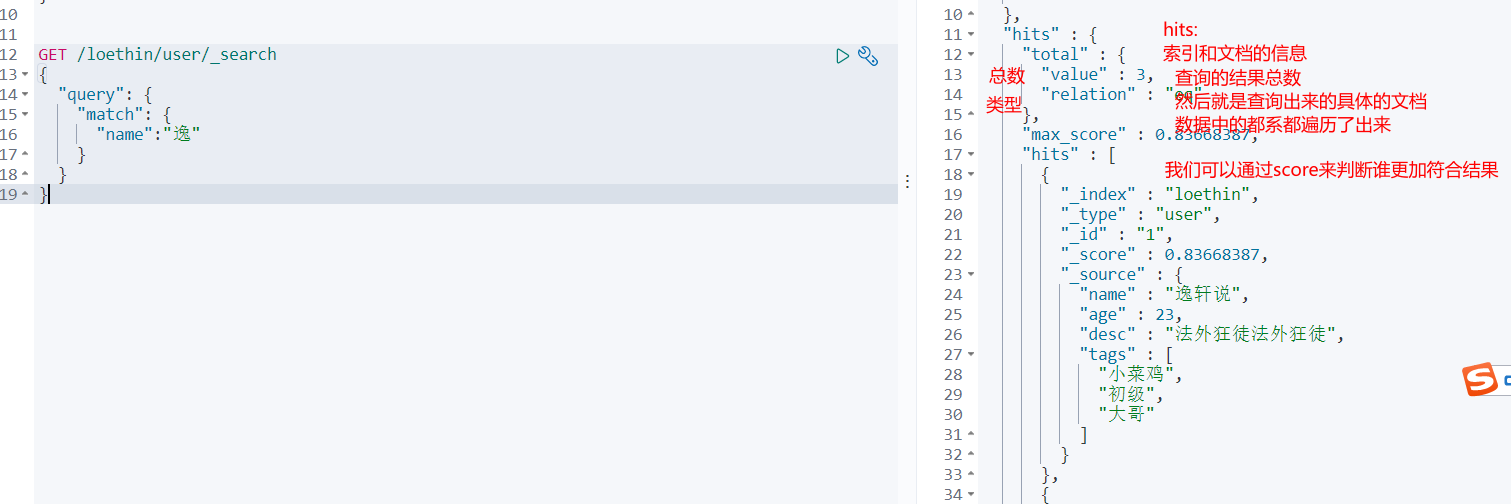 10
11
12 GET /loethin/user/_search
13 {
14 "query": {
15 "match": {
16 "name":"逸"
17 }
18 }
19 }
10 },
11 "hits" : {
12 "total" : {
13 "value" : 3,
14 "relation" : "eq"
15 },
16 "max_score" : 0.83668387,
17 "hits" : [
18 {
19 "_index" : "loethin",
20 "_type" : "user",
21 "_id" : "1",
22 "_score" : 0.83668387,
23 "_source" : {
24 "name" : "逸轩说",
25 "age" : 23,
26 "desc" : "法外狂徒法外狂徒",
27 "tags" : [
28 "小菜鸡",
29 "初级",
30 "大哥"
31 ]
32 }
33 },
34 {
总数
类型
hits:
索引和文档的信息
查询的结果总数
然后就是查询出来的具体的文档
数据中的都系都遍历了出来
我们可以通过score来判断谁更加符合结果